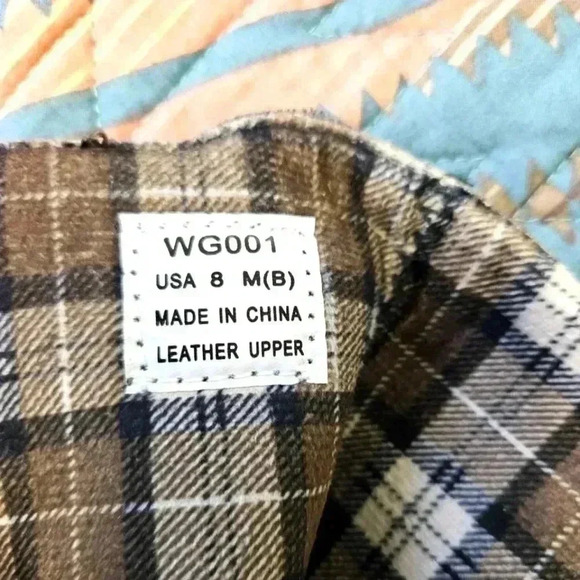 WG001
USA 8 M(B)
MADE IN CHINA
LEATHER UPPER